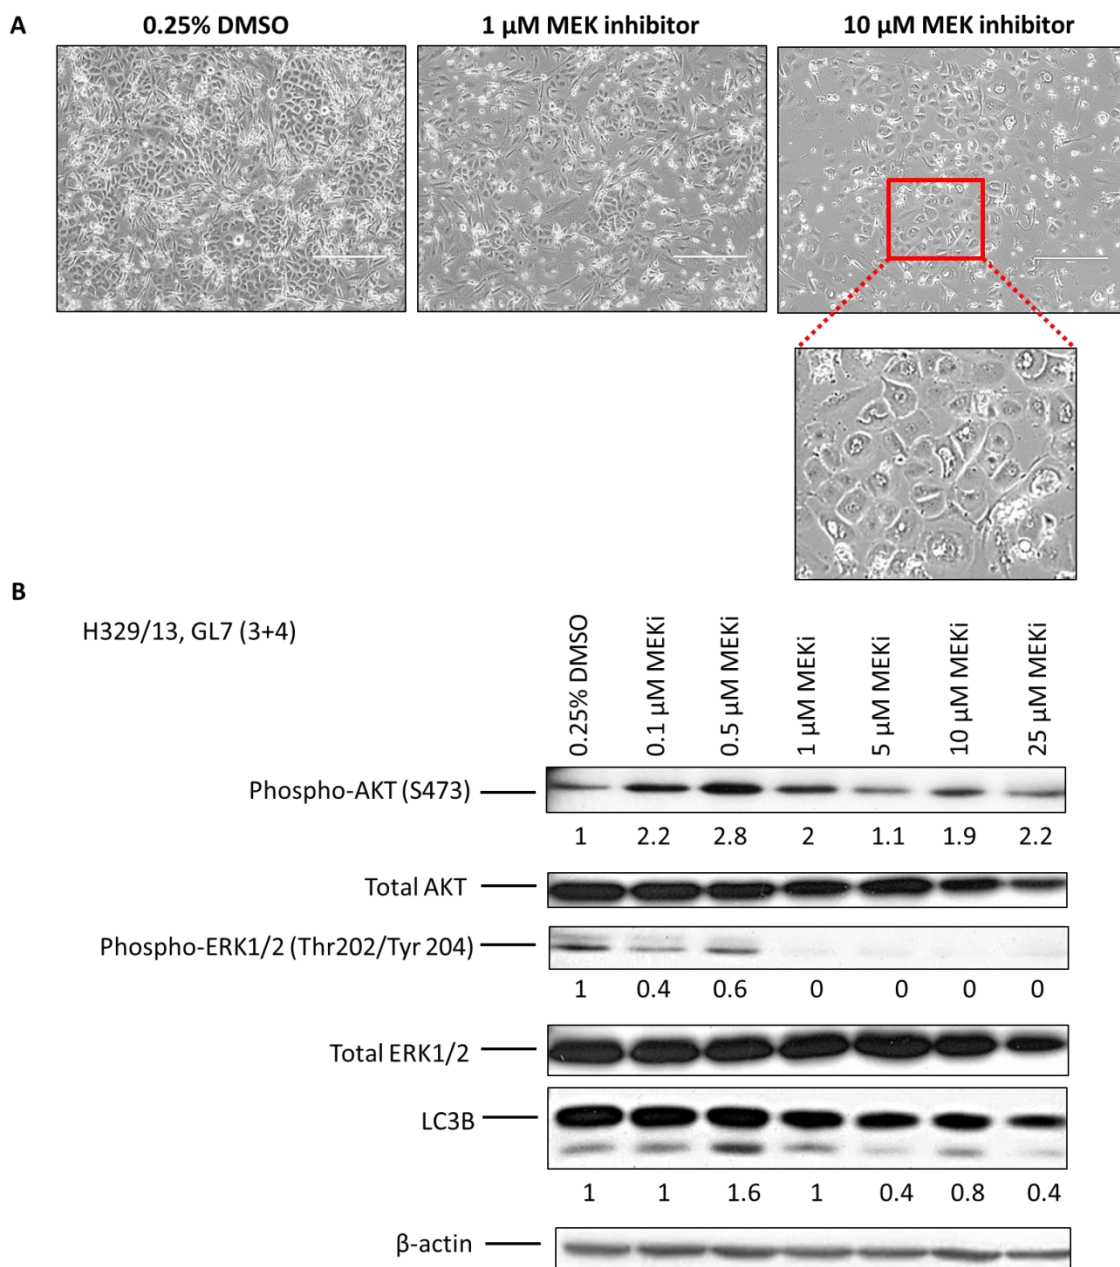 A
0.25% DMSO
1 µM MEK inhibitor
10 µM MEK inhibitor
B
H329/13, GL7 (3+4)
0.25% DMSO
0.1 µM MEKi
0.5 µM MEKi
1 µM MEKi
5 µM MEKi
10 µM MEKi
25 µM MEKi
Phospho-AKT (S473)
1 2.2 2.8 2 1.1 1.9 2.2
Total AKT
Phospho-ERK1/2 (Thr202/Tyr 204)
1 0.4 0.6 0 0 0 0
Total ERK1/2
LC3B
1 1 1.6 1 0.4 0.8 0.4
β-actin